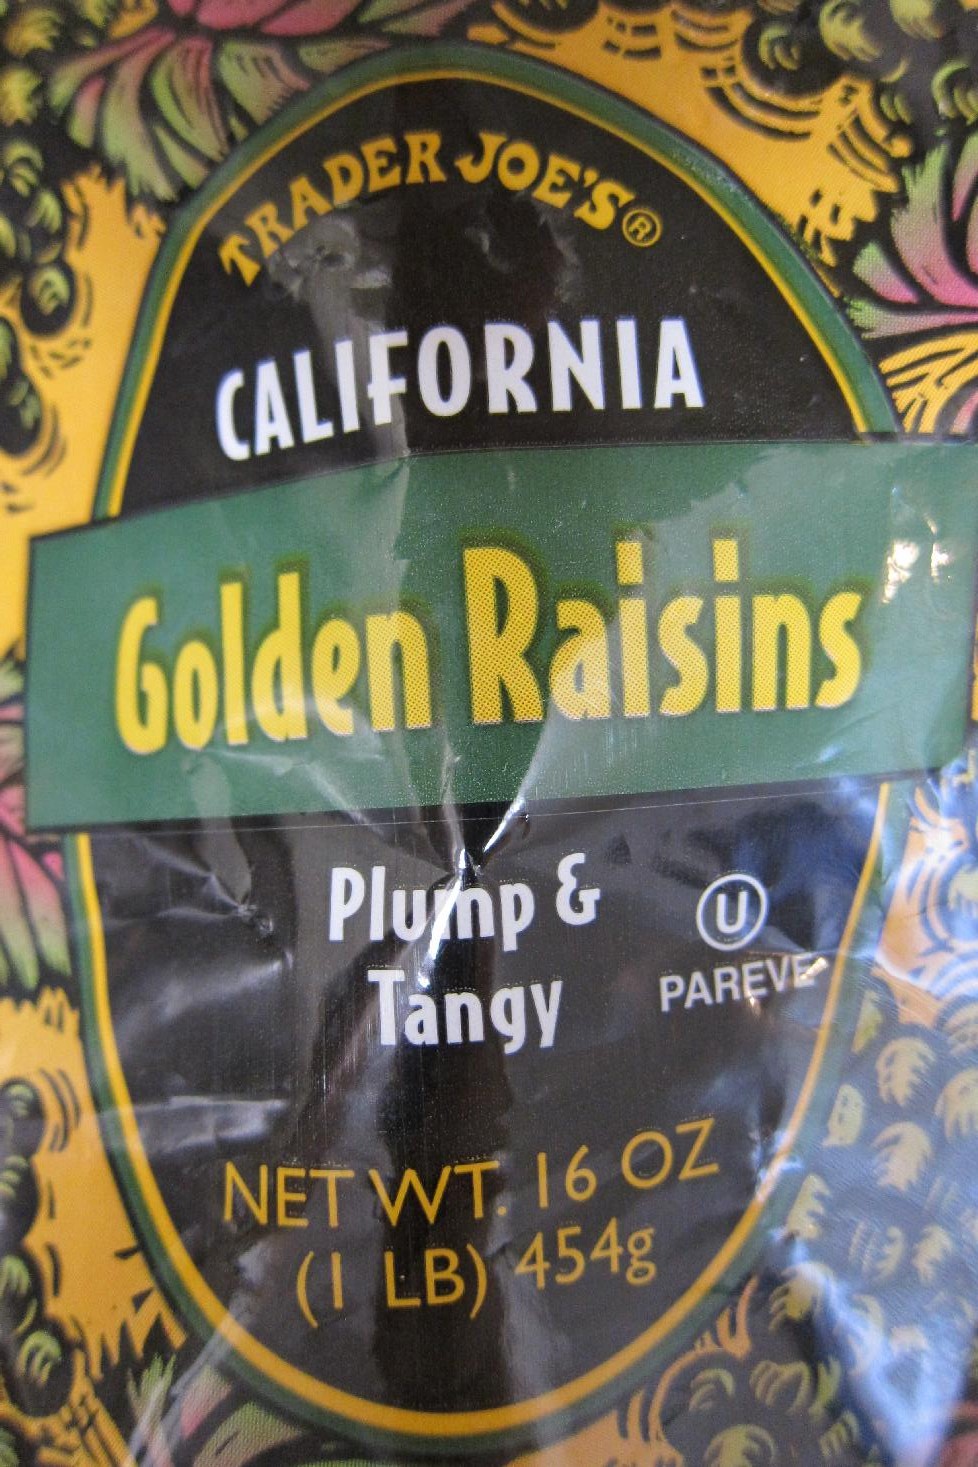 TRADER JOE'S®
CALIFORNIA
Golden Raisins
Plump &
Tangy
U
PAREVE
NET WT. 16 OZ
(1 LB) 454g